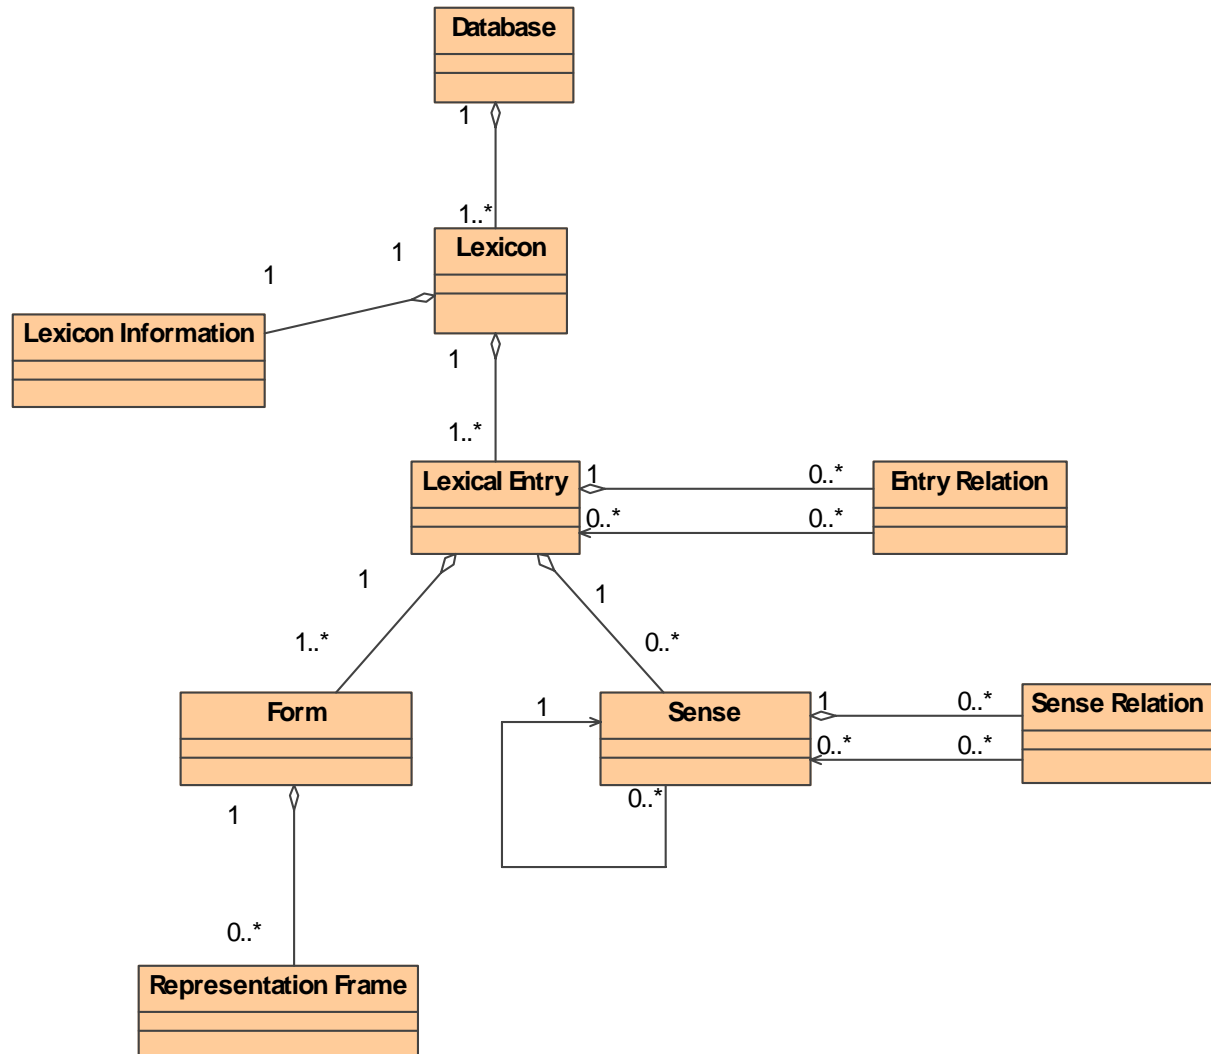 Database
1
1..*
Lexicon
1
1
Lexicon Information
1
1..*
Lexical Entry
1
0..*
Entry Relation
0..*
0..*
1
1
1..*
0..*
Form
Sense
1
1
0..*
Sense Relation
0..*
0..*
0..*
1
0..*
Representation Frame